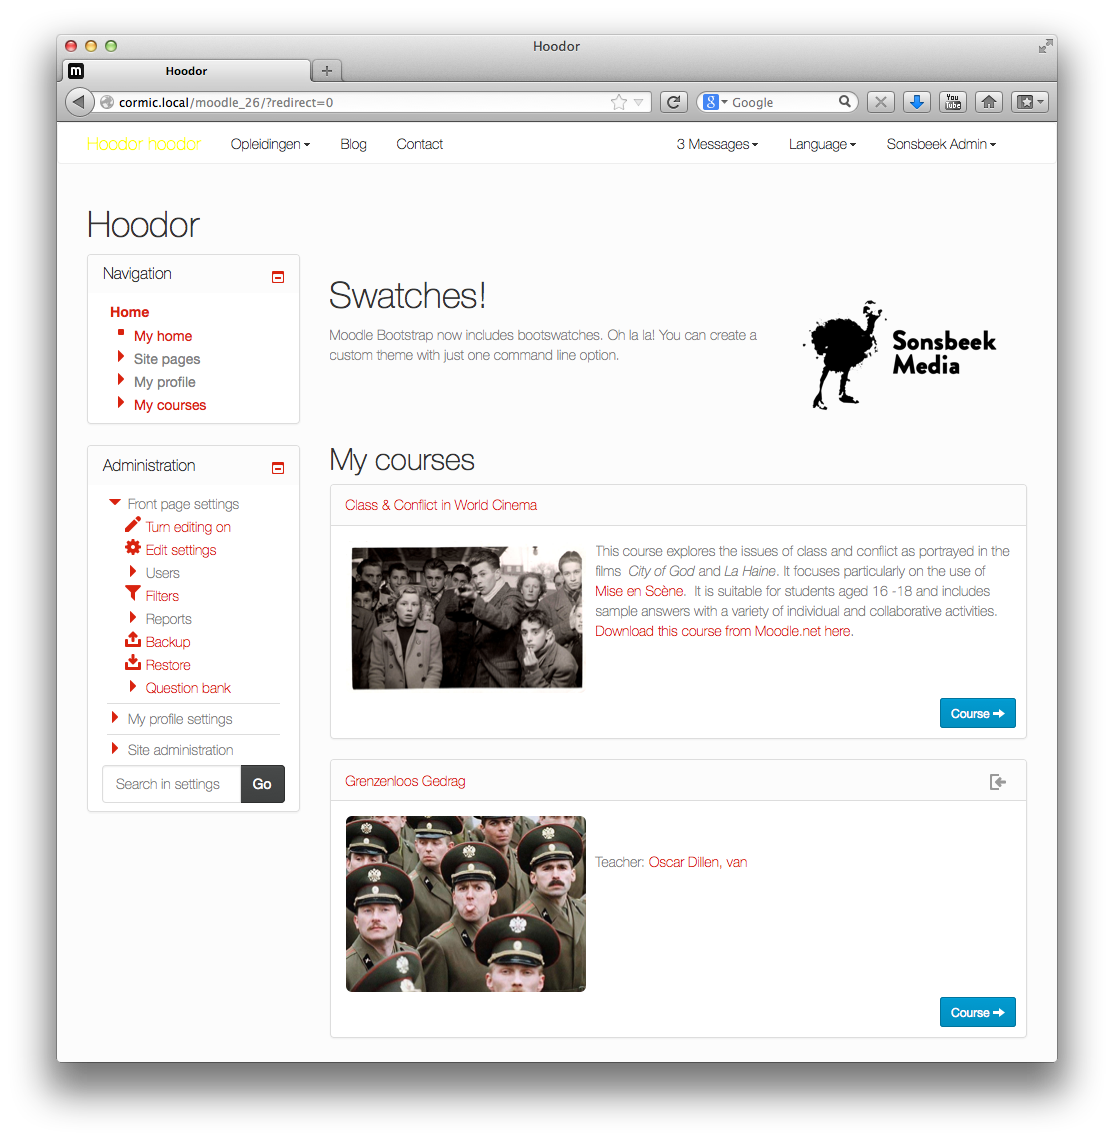 Hoodor
m Hoodor
cormic.local/moodle_26/?redirect=0
8 Google
You Tube
Hoodor hoodor Opleidingen Blog Contact 3 Messages Language Sonsbeek Admin
Hoodor
Navigation
Home
My home
Site pages
My profile
My courses
Administration
Front page settings
Turn editing on
Edit settings
Users
Filters
Reports
Backup
Restore
Question bank
My profile settings
Site administration
Search in settings Go
Swatches!
Moodle Bootstrap now includes bootswatches. Oh la la! You can create a
custom theme with just one command line option.
Sonsbeek
Media
My courses
Class & Conflict in World Cinema
This course explores the issues of class and conflict as portrayed in the
films City of God and La Haine. It focuses particularly on the use of
Mise en Scène. It is suitable for students aged 16 -18 and includes
sample answers with a variety of individual and collaborative activities.
Download this course from Moodle.net here.
Course
Grenzenloos Gedrag
Teacher: Oscar Dillen, van
Course